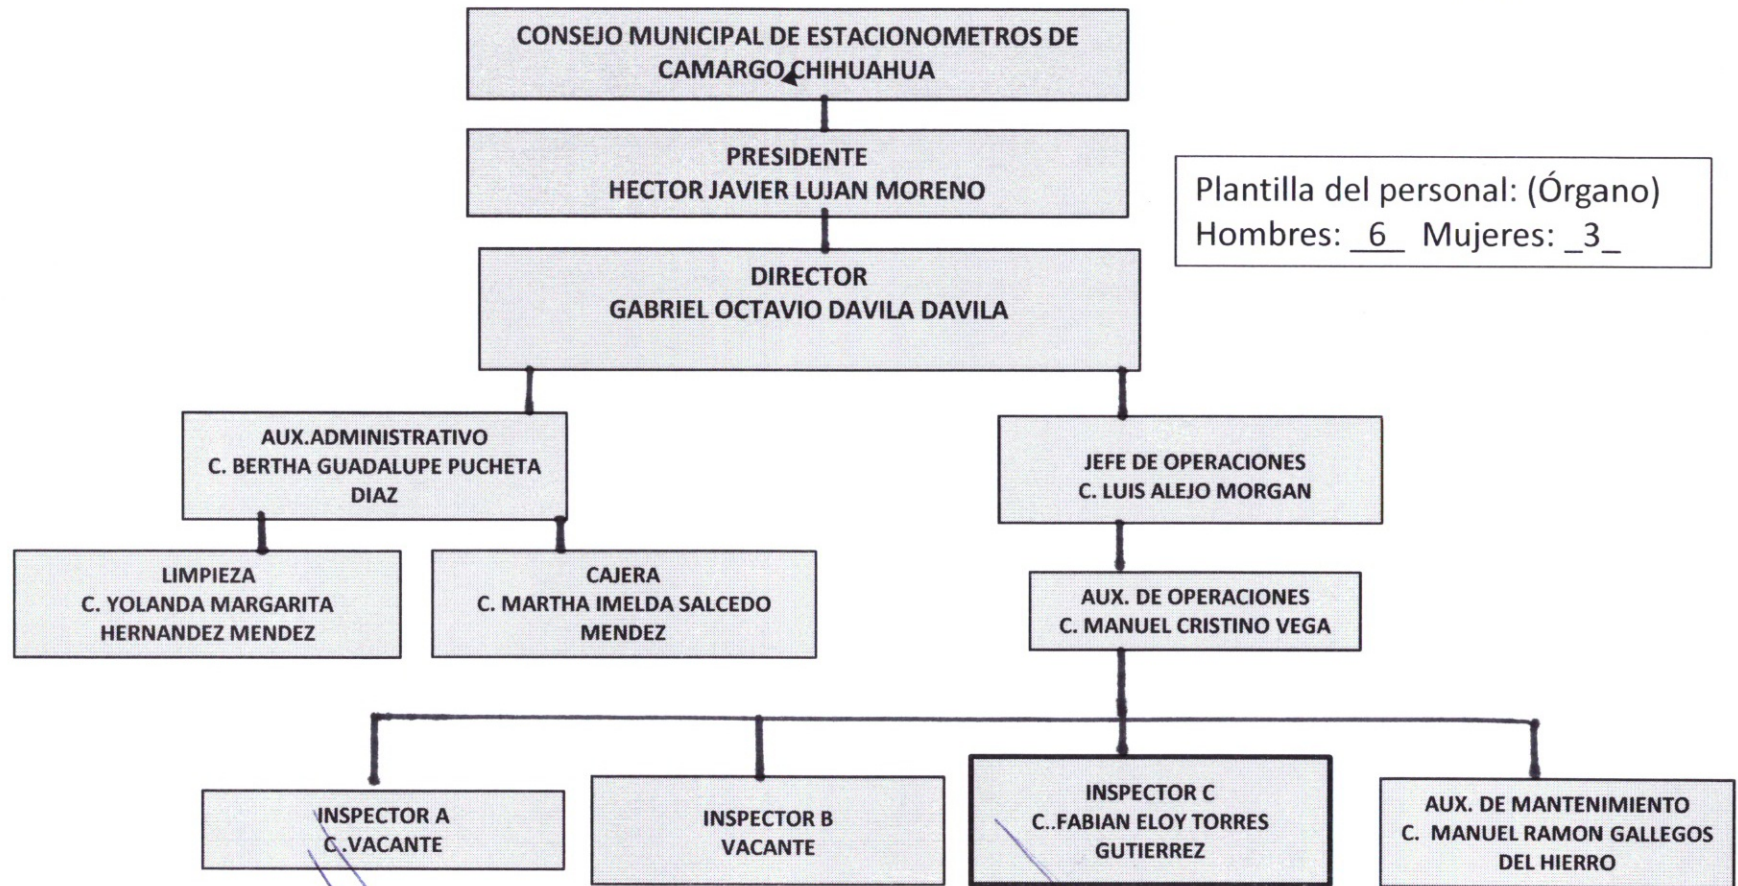 CONSEJO MUNICIPAL DE ESTACIONOMETROS DE
CAMARGO,CHIHUAHUA
PRESIDENTE
HECTOR JAVIER LUJAN MORENO
Plantilla del personal: (Órgano)
Hombres: _6_ Mujeres: _3_
DIRECTOR
GABRIEL OCTAVIO DAVILA DAVILA
AUX.ADMINISTRATIVO
C. BERTHA GUADALUPE PUCHETA
DIAZ
JEFE DE OPERACIONES
C. LUIS ALEJO MORGAN
LIMPIEZA
C. YOLANDA MARGARITA
HERNANDEZ MENDEZ
CAJERA
C. MARTHA IMELDA SALCEDO
MENDEZ
AUX. DE OPERACIONES
C. MANUEL CRISTINO VEGA
INSPECTOR A
C .VACANTE
INSPECTOR B
VACANTE
INSPECTOR C
C..FABIAN ELOY TORRES
GUTIERREZ
AUX. DE MANTENIMIENTO
C. MANUEL RAMON GALLEGOS
DEL HIERRO